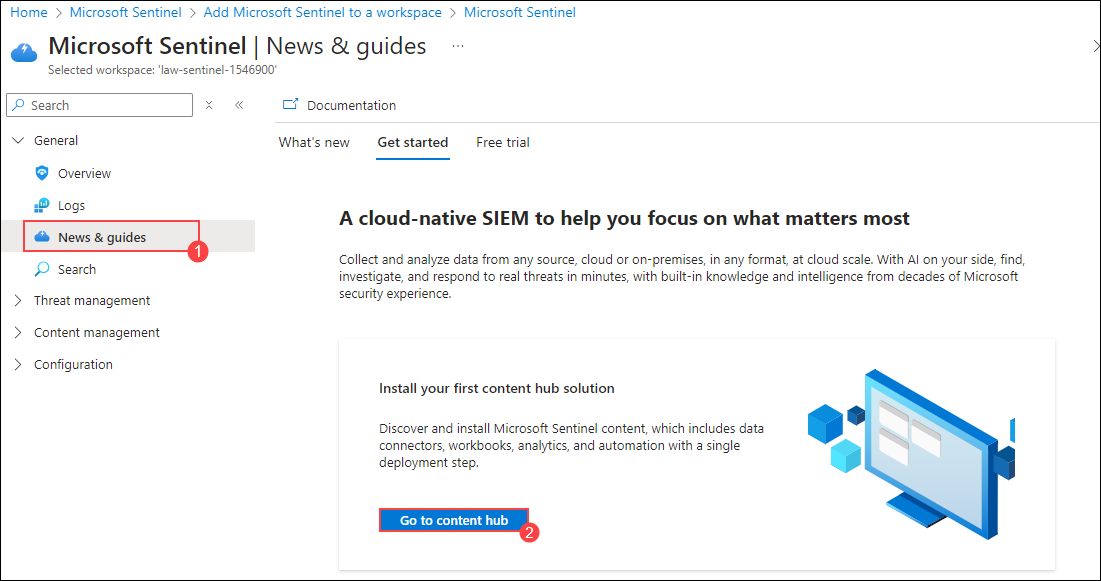 Home > Microsoft Sentinel > Add Microsoft Sentinel to a workspace > Microsoft Sentinel
Microsoft Sentinel | News & guides ...
Selected workspace: 'law-sentinel-1546900'
Search
Documentation
General
Overview
Logs
News & guides
1
Search
Threat management
Content management
Configuration
What's new Get started Free trial
A cloud-native SIEM to help you focus on what matters most
Collect and analyze data from any source, cloud or on-premises, in any format, at cloud scale. With AI on your side, find,
investigate, and respond to real threats in minutes, with built-in knowledge and intelligence from decades of Microsoft
security experience.
Install your first content hub solution
Discover and install Microsoft Sentinel content, which includes data
connectors, workbooks, analytics, and automation with a single
deployment step.
Go to content hub
2